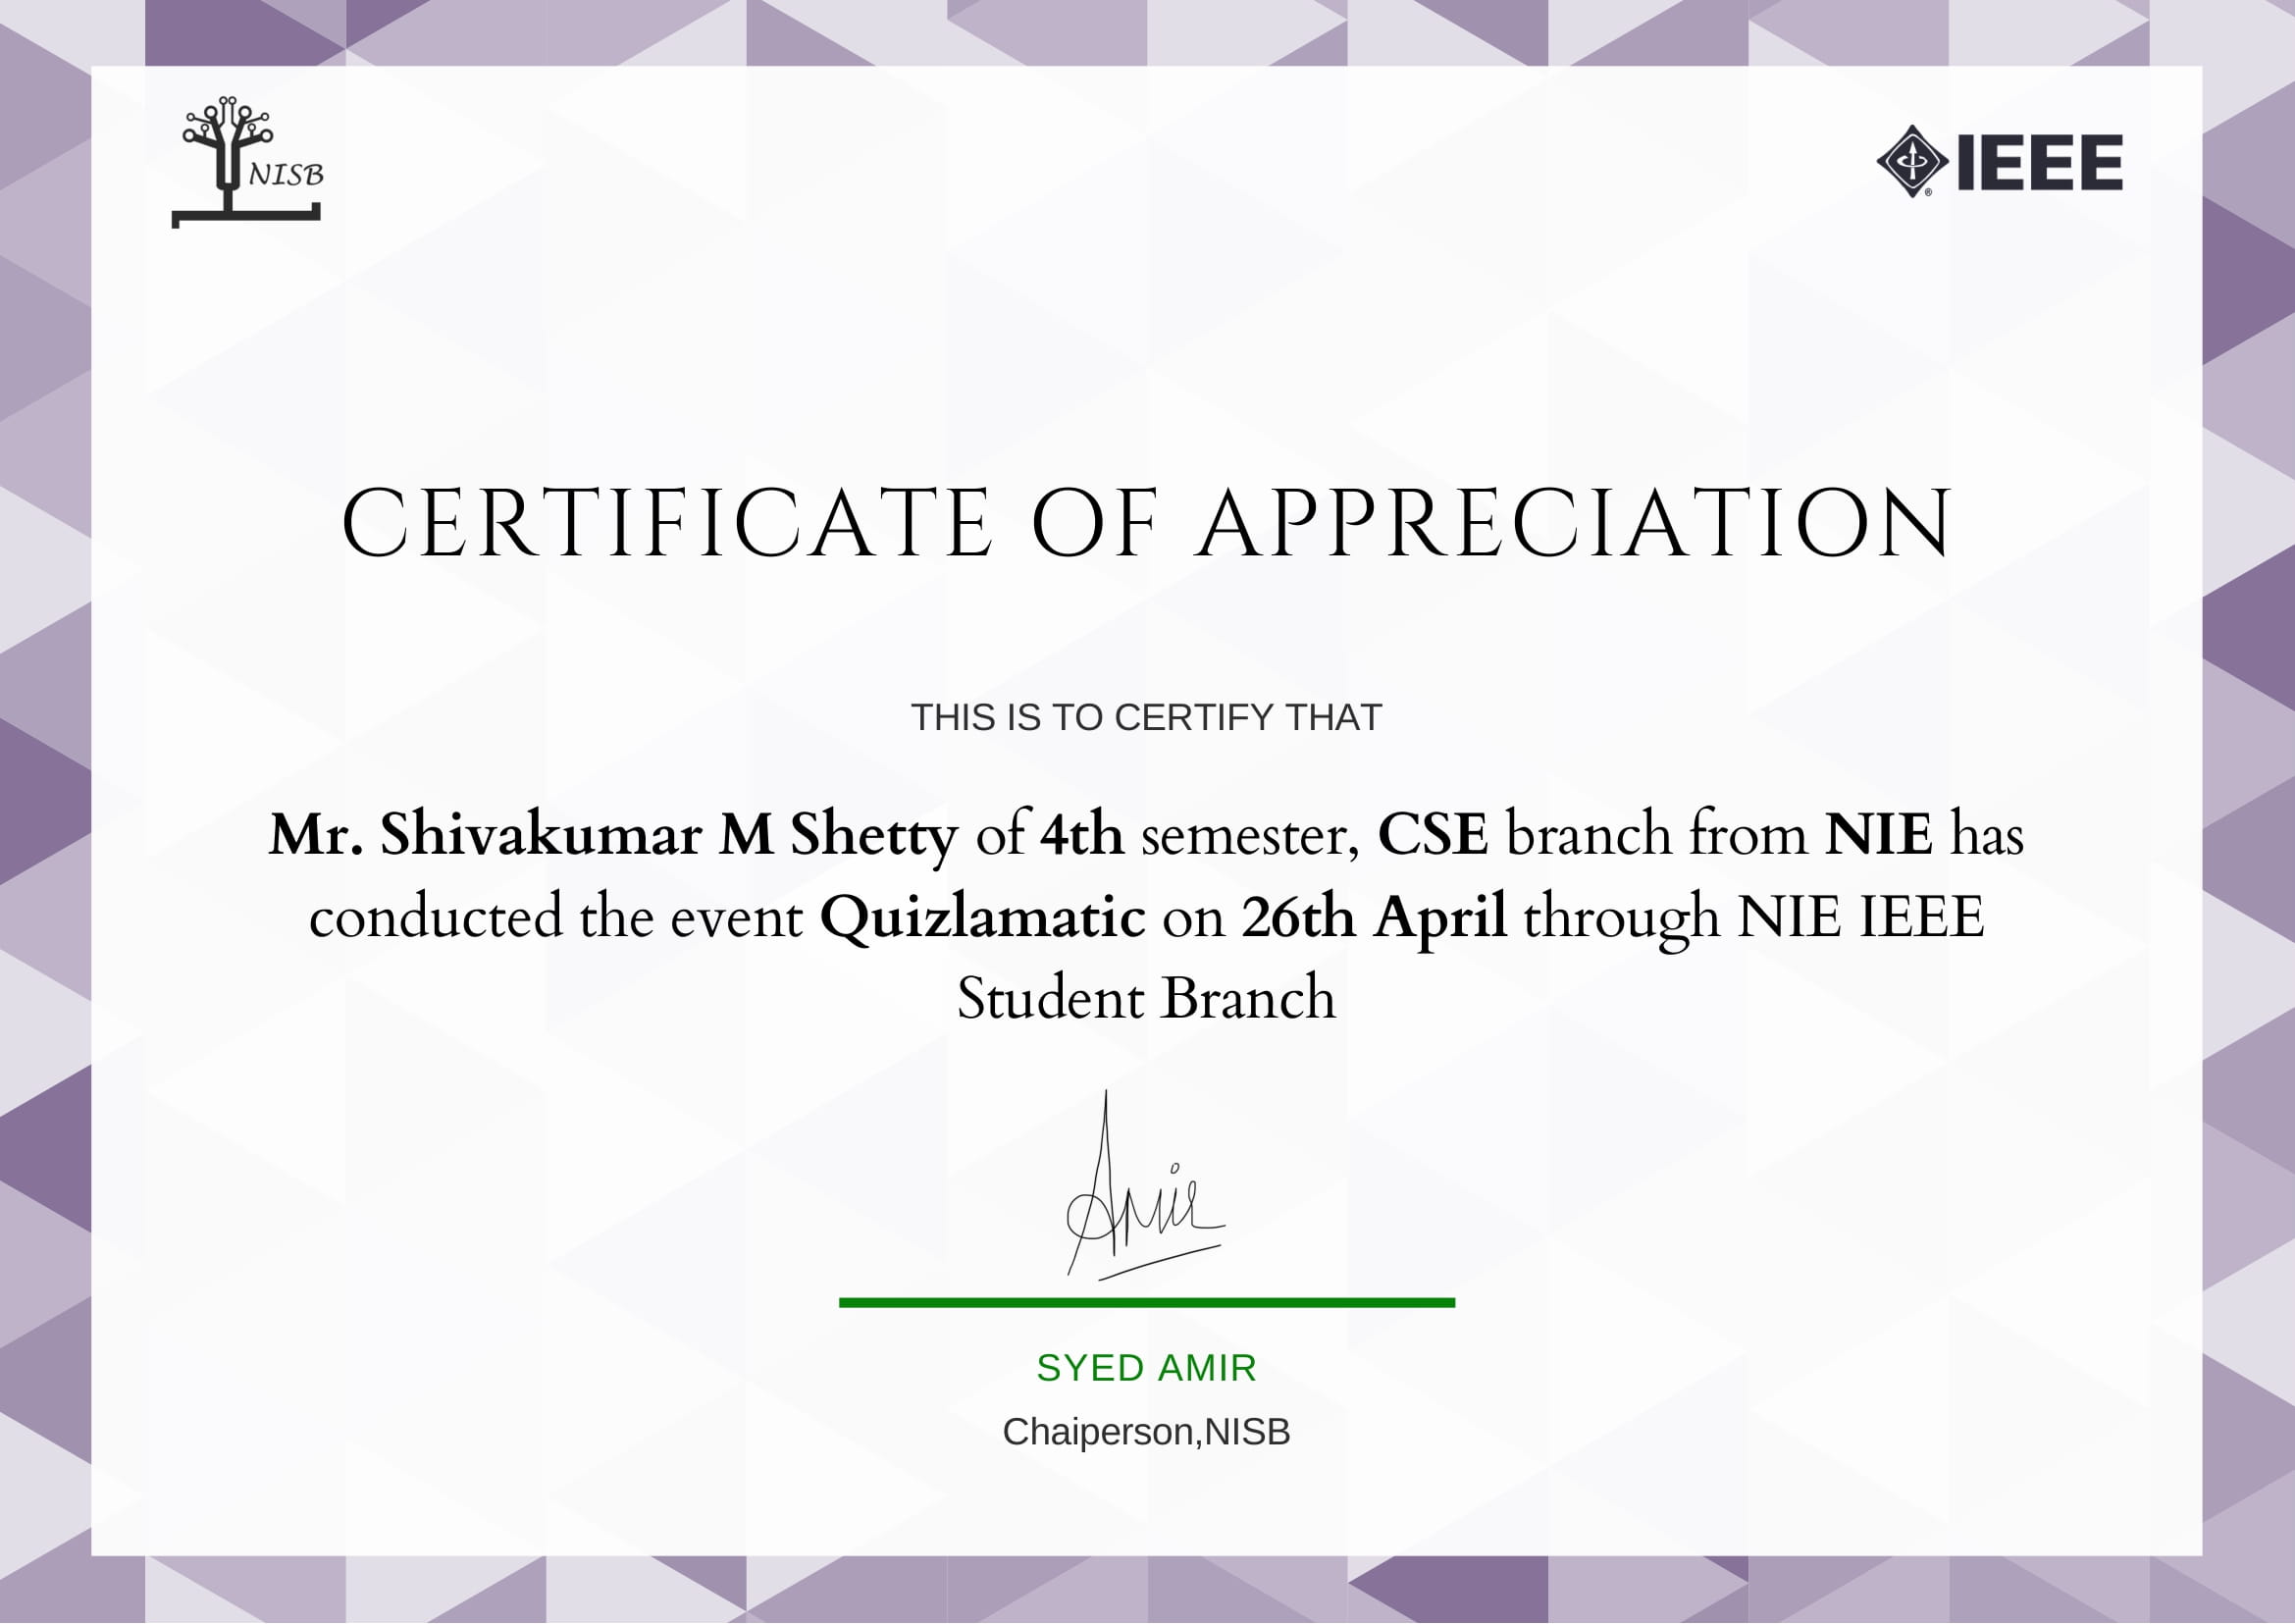 NISB
IEEE
CERTIFICATE OF APPRECIATION
THIS IS TO CERTIFY THAT
Mr. Shivakumar M Shetty of 4th semester, CSE branch from NIE has
conducted the event Quizlamatic on 26th April through NIE IEEE
Student Branch
Amir
SYED AMIR
Chaiperson,NISB